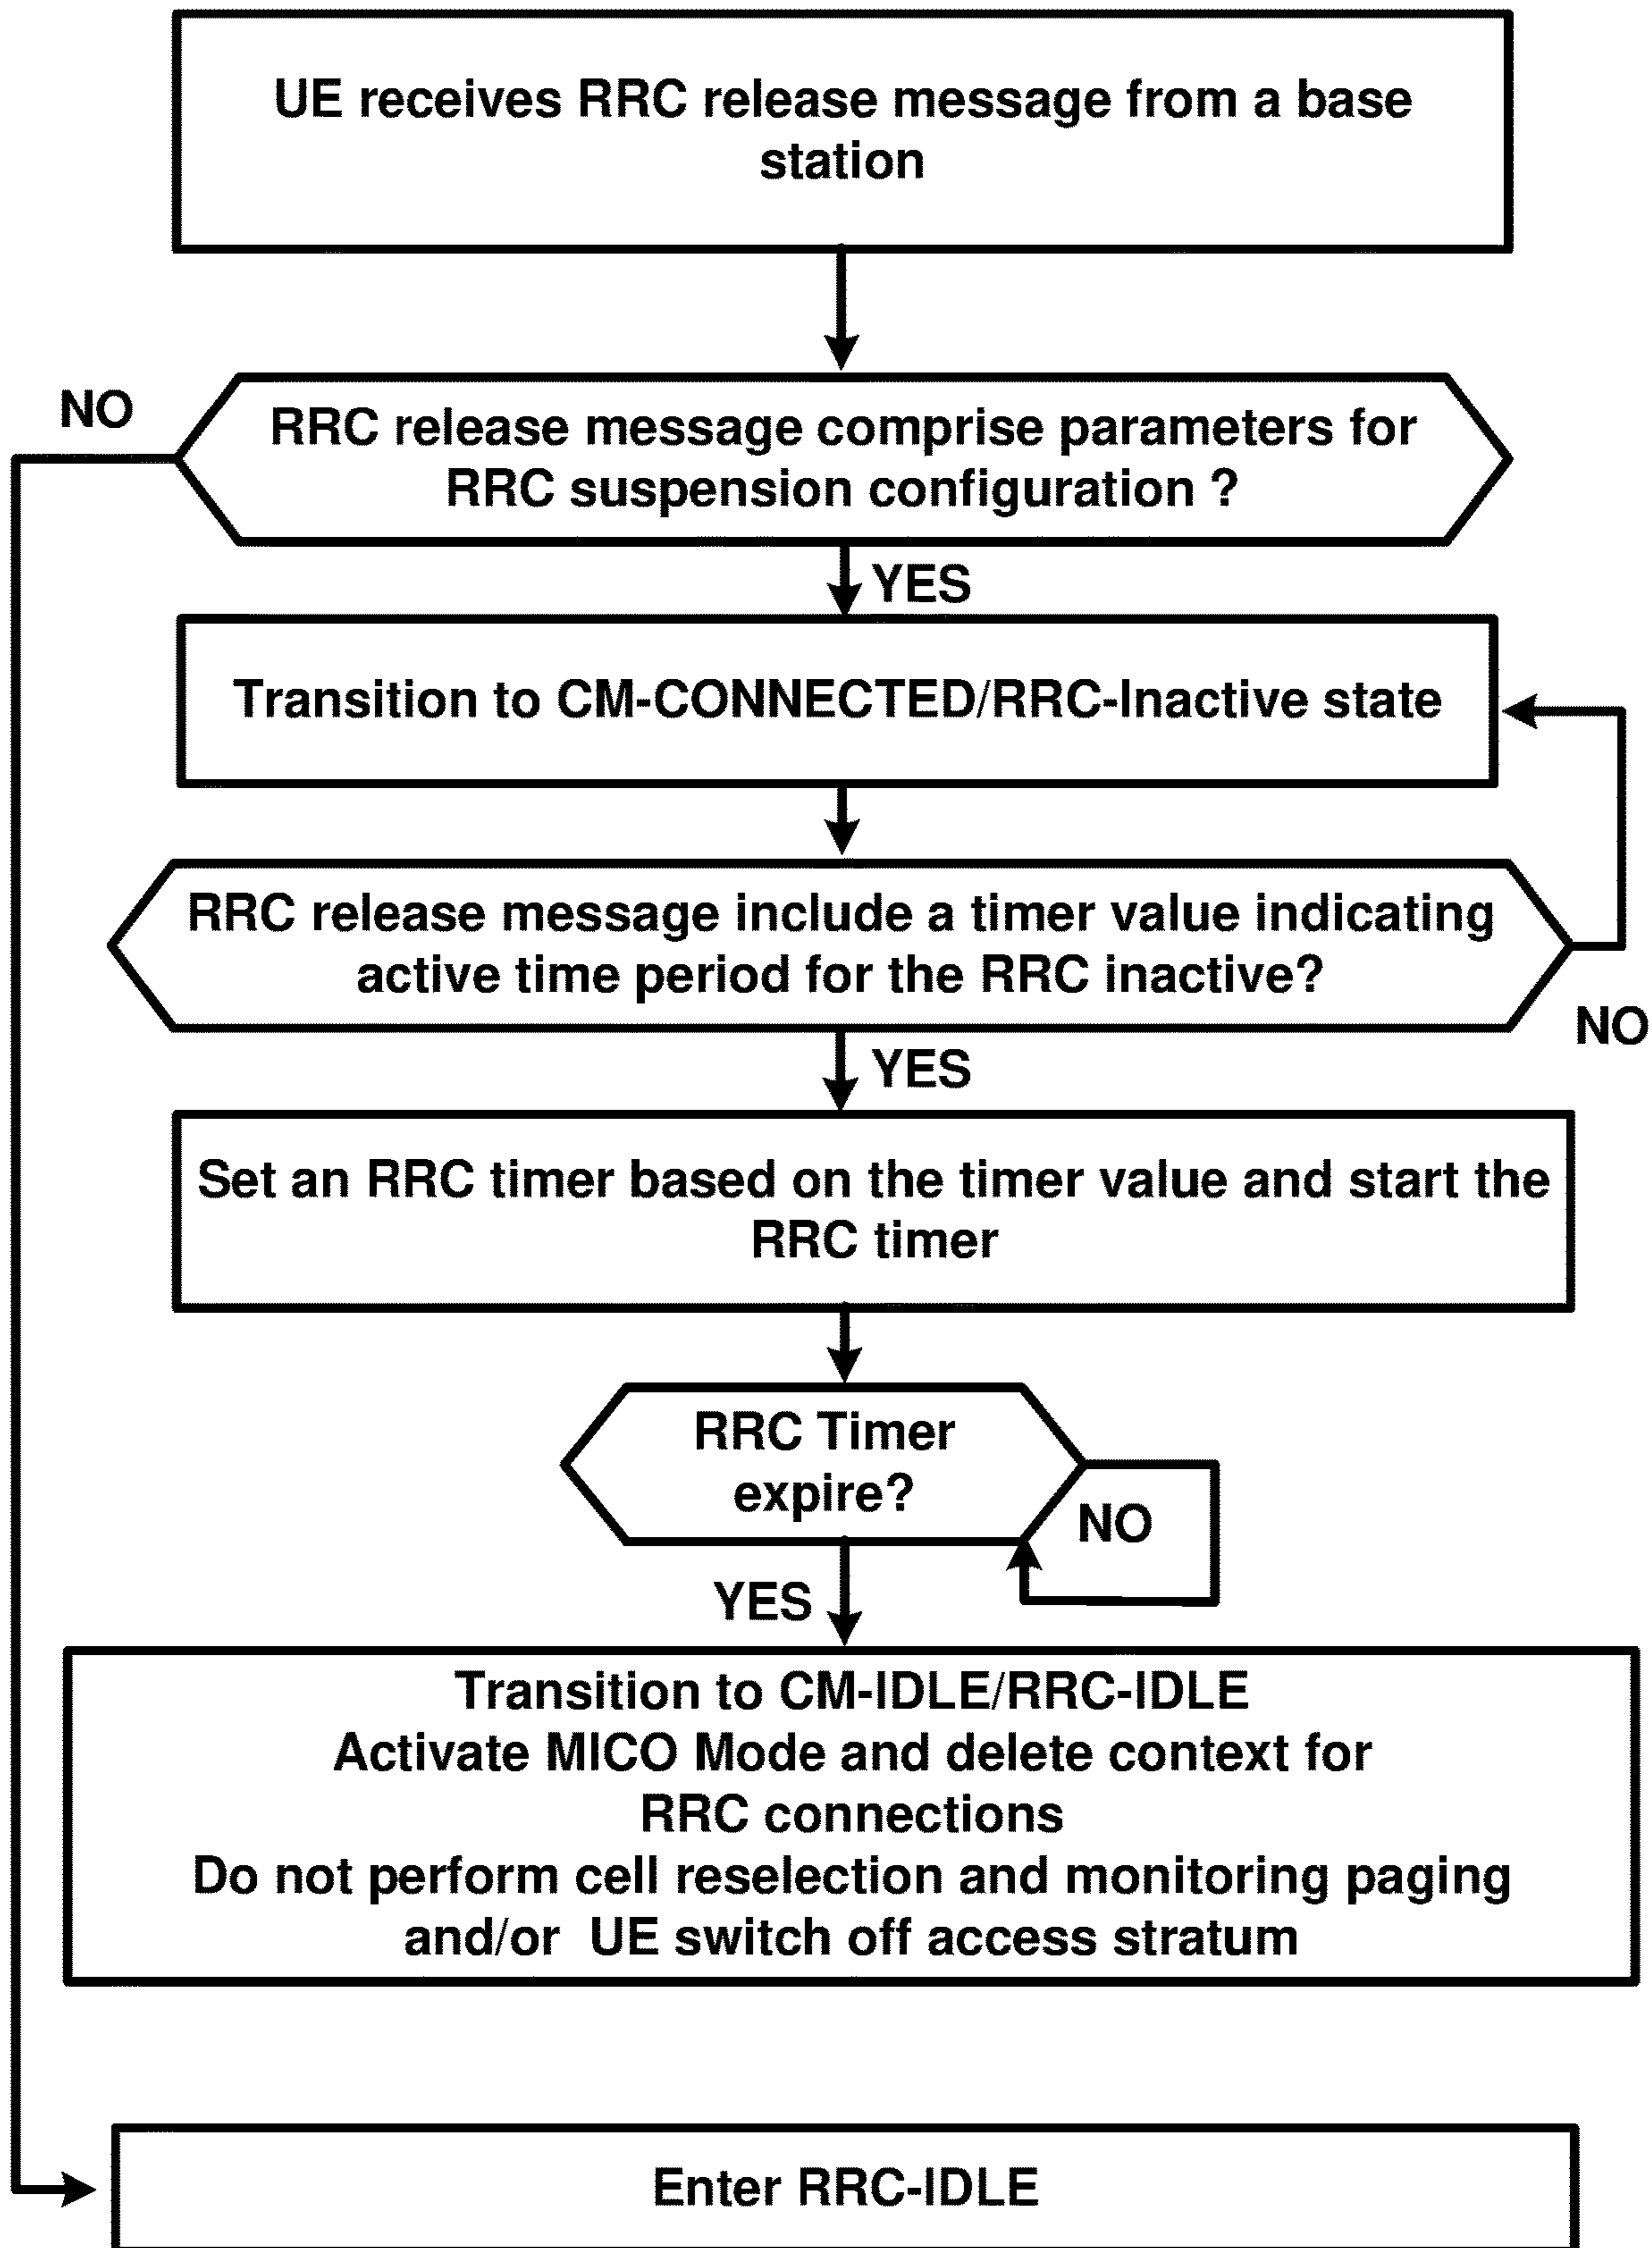 UE receives RRC release message from a base
station
NO
RRC release message comprise parameters for
RRC suspension configuration ?
YES
Transition to CM-CONNECTED/RRC-Inactive state
RRC release message include a timer value indicating
active time period for the RRC inactive?
NO
YES
Set an RRC timer based on the timer value and start the
RRC timer
RRC Timer
expire?
NO
YES
Transition to CM-IDLE/RRC-IDLE
Activate MICO Mode and delete context for
RRC connections
Do not perform cell reselection and monitoring paging
and/or UE switch off access stratum
Enter RRC-IDLE